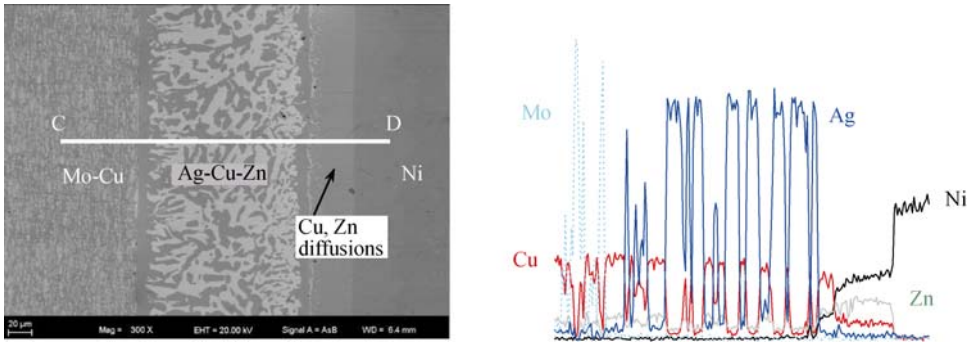 C
D
Mo-Cu
Ag-Cu-Zn
Ni
Cu, Zn
diffusions
20 µm
Mag = 300 X
EHT = 20.00 kV
Signal A = AsB
WD = 6.4 mm
Mo
Ag
Ni
Cu
Zn